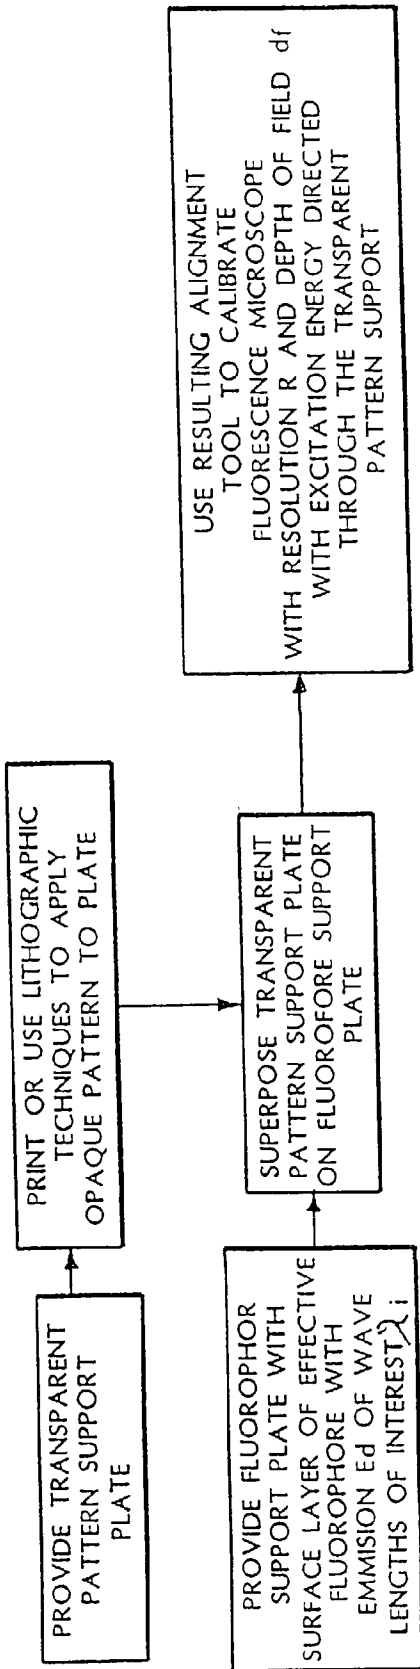 PROVIDE TRANSPARENT
PATTERN SUPPORT
PLATE
PRINT OR USE LITHOGRAPHIC
TECHNIQUES TO APPLY
OPAQUE PATTERN TO PLATE
PROVIDE FLUOROPHOR
SUPPORT PLATE WITH
SURFACE LAYER OF EFFECTIVE
FLUOROPHORE WITH
EMMISION Ed OF WAVE
LENGTHS OF INTEREST λi
SUPERPOSE TRANSPARENT
PATTERN SUPPORT PLATE
ON FLUOROFORE SUPPORT
PLATE
USE RESULTING ALIGNMENT
TOOL TO CALIBRATE
FLUORESCENCE MICROSCOPE
WITH RESOLUTION R AND DEPTH OF FIELD df
WITH EXCITATION ENERGY DIRECTED
THROUGH THE TRANSPARENT
PATTERN SUPPORT